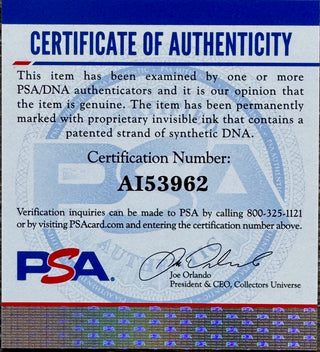 CERTIFICATE OF AUTHENTICITY
This item has been examined by one or more
PSA/DNA authenticators and it is our opinion that
the item is genuine. The item has been permanently
marked with proprietary invisible ink that contains a
patented strand of synthetic DNA.
Certification Number:
AI53962
Verification inquiries can be made to PSA by calling 800-325-1121
or by visiting PSAcard.com and entering the certification number above.
PSA.
Joe Orlando
Joe Orlando
President & CEO, Collectors Universe